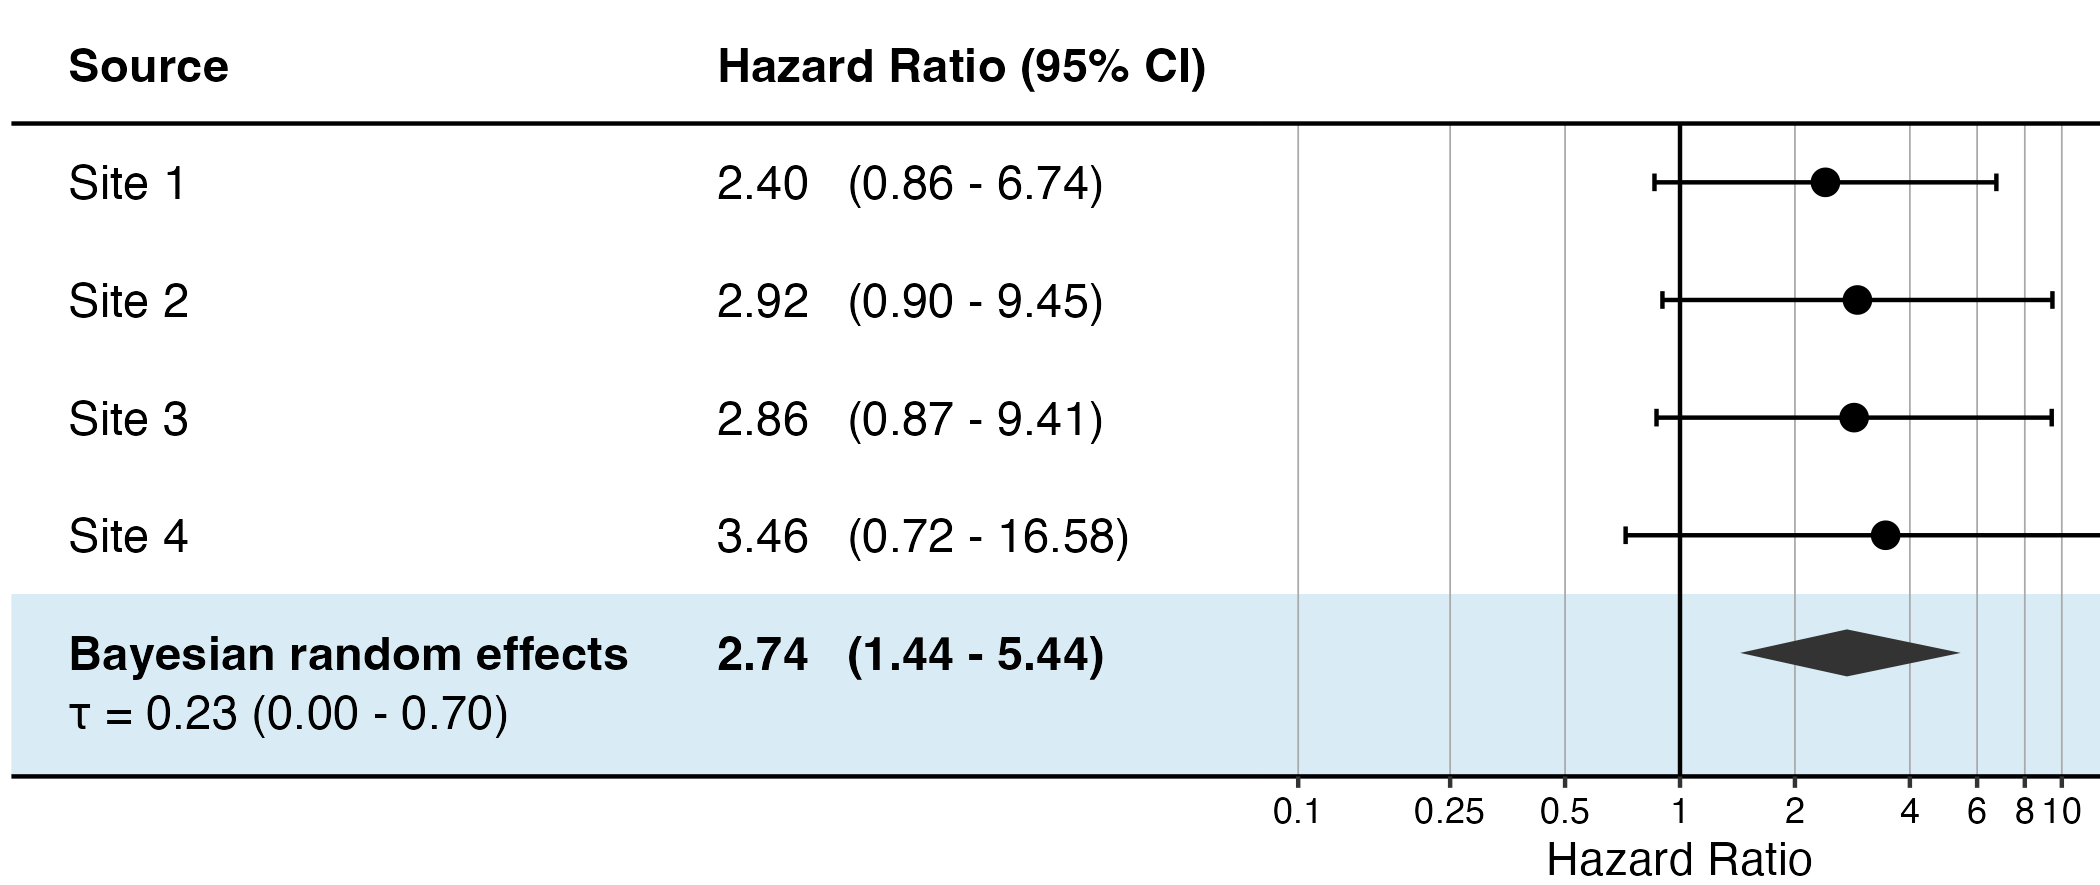 Source Hazard Ratio (95% CI)
Site 1 2.40 (0.86 - 6.74)
Site 2 2.92 (0.90 - 9.45)
Site 3 2.86 (0.87 - 9.41)
Site 4 3.46 (0.72 - 16.58)
Bayesian random effects 2.74 (1.44 - 5.44)
τ = 0.23 (0.00 - 0.70)
0.1 0.25 0.5 1 2 4 6 8 10
Hazard Ratio